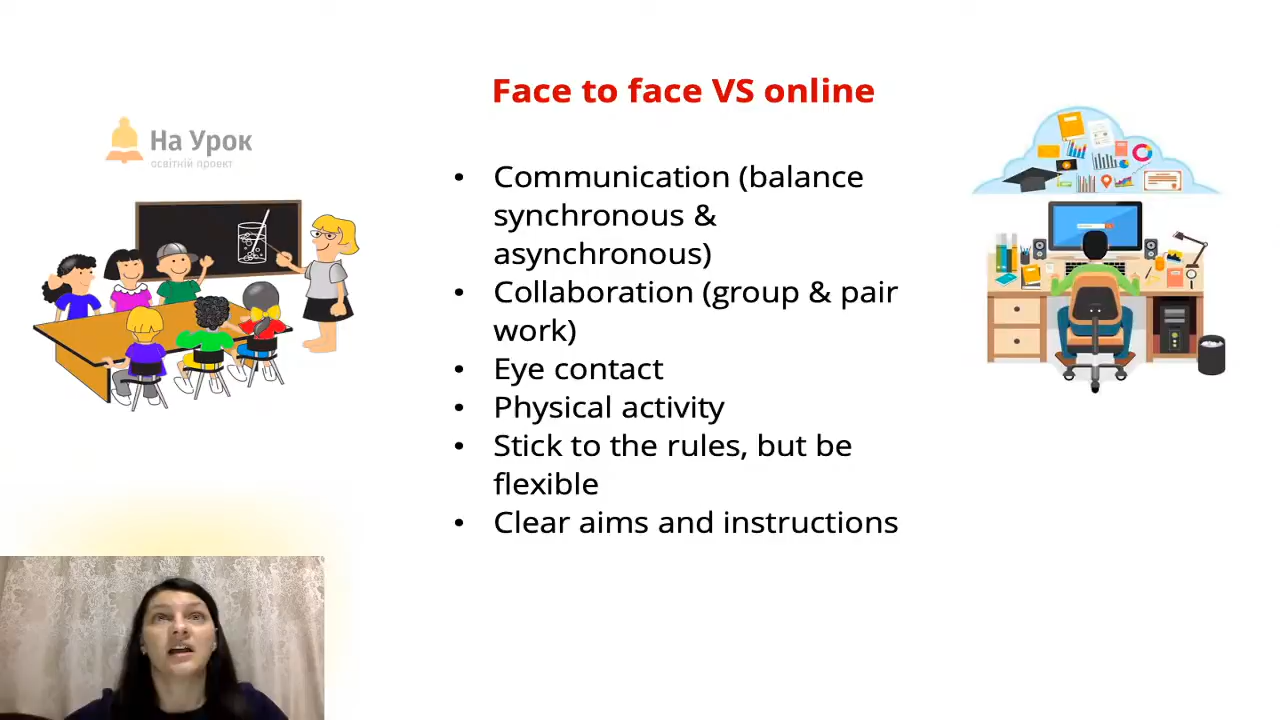 Face to face VS online
На Урок
освітній проект
• Communication (balance
synchronous &
asynchronous)
• Collaboration (group & pair
work)
• Eye contact
• Physical activity
• Stick to the rules, but be
flexible
• Clear aims and instructions